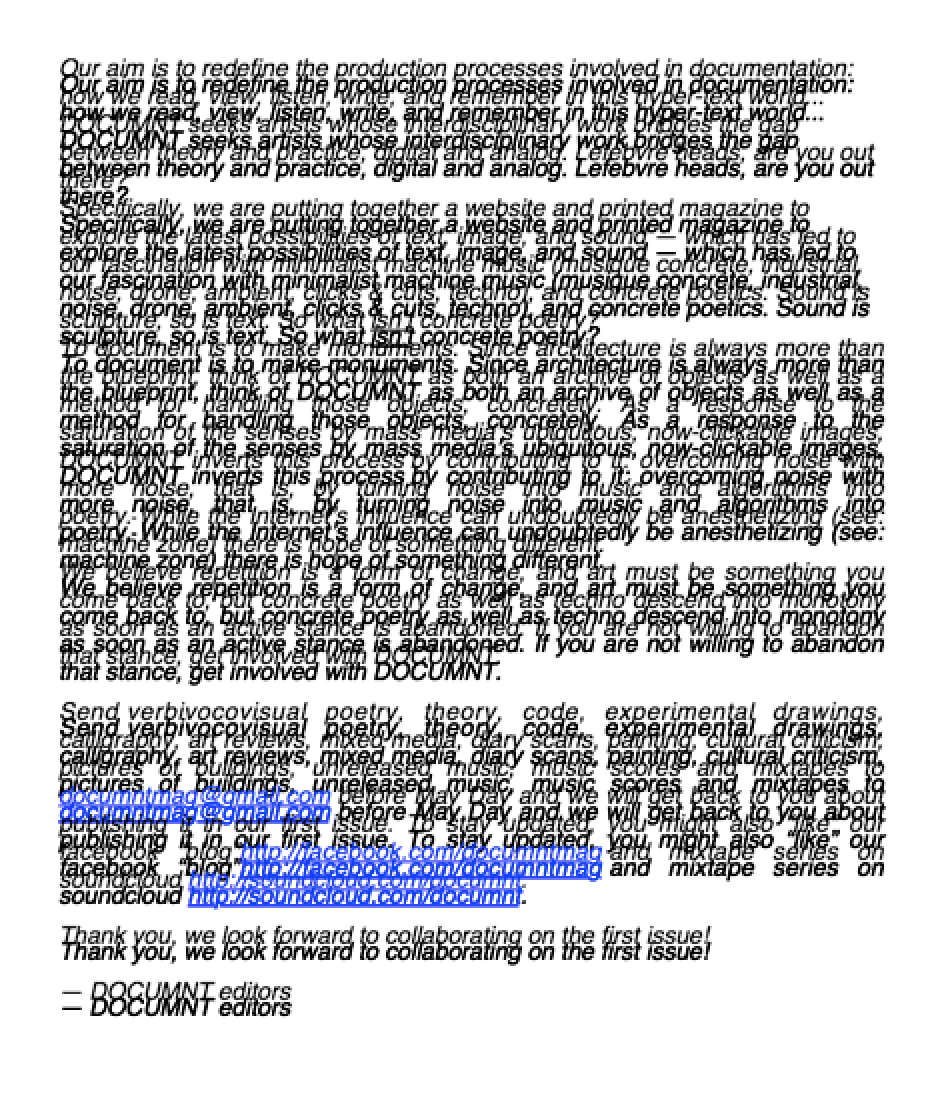 Our aim is to redefine the production processes involved in documentation:
how we read, view, listen, write, and remember in this hyper-text world...
DOCUMNT seeks artists whose interdisciplinary work bridges the gap
between theory and practice, digital and analog. Lefebvre heads, are you out
there?
Specifically, we are putting together a website and printed magazine to
explore the latest possibilities of text, image, and sound — which has led to
our fascination with minimalist machine music (musique concrète, industrial,
noise, drone, ambient, clicks & cuts, techno), and concrete poetics. Sound is
sculpture, so is text. So what isn't concrete poetry?
To document is to make monuments. Since architecture is always more than
the blueprint, think of DOCUMNT as both an archive of objects as well as a
method for handling those objects, concretely. As a response to the
saturation of the senses by mass media's ubiquitous, now-clickable images,
DOCUMNT inverts this process by contributing to it: overcoming noise with
more noise, that is, by turning noise into music and algorithms into
poetry. While the Internet's influence can undoubtedly be anesthetizing (see:
machine zone) there is hope of something different.
We believe repetition is a form of change, and art must be something you
come back to, but concrete poetry as well as techno descend into monotony
as soon as an active stance is abandoned. If you are not willing to abandon
that stance, get involved with DOCUMNT.
Send verbivocovisual poetry, theory, code, experimental drawings,
calligraphy, art reviews, mixed media, diary scans, painting, cultural criticism,
pictures of buildings, unreleased music, music scores and mixtapes to
documntmag@gmail.com before May Day and we will get back to you about
publishing it in our first issue. To stay updated, you might also “like” our
facebook “blog” http://facebook.com/documntmag and mixtape series on
soundcloud http://soundcloud.com/documnt.
Thank you, we look forward to collaborating on the first issue!
— DOCUMNT editors